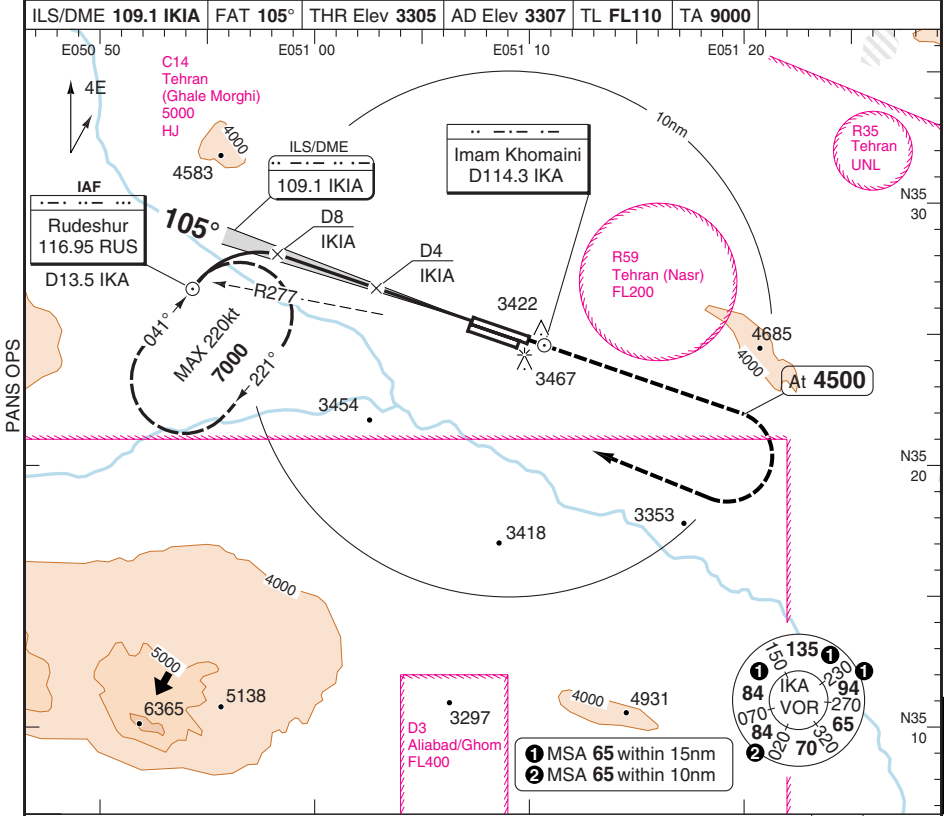 ILS/DME 109.1 IKIA FAT 105° THR Elev 3305 AD Elev 3307 TL FL110 TA 9000
E050 50
E051 00
E051 10
E051 20
4E
C14
Tehran
(Ghale Morghi)
5000
HJ
4000
4583
10nm
R35
Tehran
UNL
ILS/DME
109.1 IKIA
Imam Khomaini
D114.3 IKA
IAF
Rudeshur
116.95 RUS
D13.5 IKA
105°
D8
IKIA
D4
IKIA
N35
30
R59
Tehran (Nasr)
FL200
R277
041°
MAX 220kt
7000
221°
3422
3467
4685
4000
At 4500
PANS OPS
3454
N35
20
3353
3418
4000
5000
6365
5138
D3
Aliabad/Ghom
FL400
3297
4000
4931
IKA
VOR
150
135
1
230
1
94
270
65
320
70
020
2
84
070
84
1
N35
10
1 MSA 65 within 15nm
2 MSA 65 within 10nm